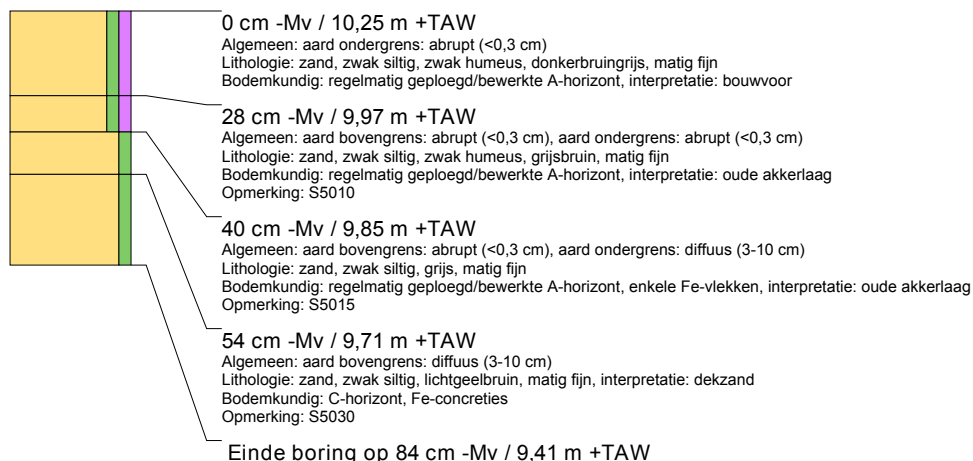 0 cm -Mv / 10,25 m +TAW
Algemeen: aard ondergrens: abrupt (<0,3 cm)
Lithologie: zand, zwak siltig, zwak humeus, donkerbruingrijs, matig fijn
Bodemkundig: regelmatig geploegd/bewerkte A-horizont, interpretatie: bouwvoor
28 cm -Mv / 9,97 m +TAW
Algemeen: aard bovengrens: abrupt (<0,3 cm), aard ondergrens: abrupt (<0,3 cm)
Lithologie: zand, zwak siltig, zwak humeus, grijsbruin, matig fijn
Bodemkundig: regelmatig geploegd/bewerkte A-horizont, interpretatie: oude akkerlaag
Opmerking: S5010
40 cm -Mv / 9,85 m +TAW
Algemeen: aard bovengrens: abrupt (<0,3 cm), aard ondergrens: diffuus (3-10 cm)
Lithologie: zand, zwak siltig, grijs, matig fijn
Bodemkundig: regelmatig geploegd/bewerkte A-horizont, enkele Fe-vlekken, interpretatie: oude akkerlaag
Opmerking: S5015
54 cm -Mv / 9,71 m +TAW
Algemeen: aard bovengrens: diffuus (3-10 cm)
Lithologie: zand, zwak siltig, lichtgeelbruin, matig fijn, interpretatie: dekzand
Bodemkundig: C-horizont, Fe-concreties
Opmerking: S5030
Einde boring op 84 cm -Mv / 9,41 m +TAW